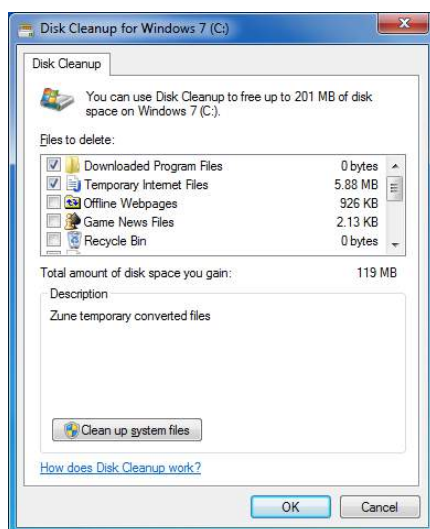 Disk Cleanup for Windows 7 (C:)
Disk Cleanup
You can use Disk Cleanup to free up to 201 MB of disk
space on Windows 7 (C:).
Files to delete:
Downloaded Program Files 0 bytes
Temporary Internet Files 5.88 MB
Offline Webpages 926 KB
Game News Files 2.13 KB
Recycle Bin 0 bytes
Total amount of disk space you gain: 119 MB
Description
Zune temporary converted files
Clean up system files
How does Disk Cleanup work?
OK Cancel